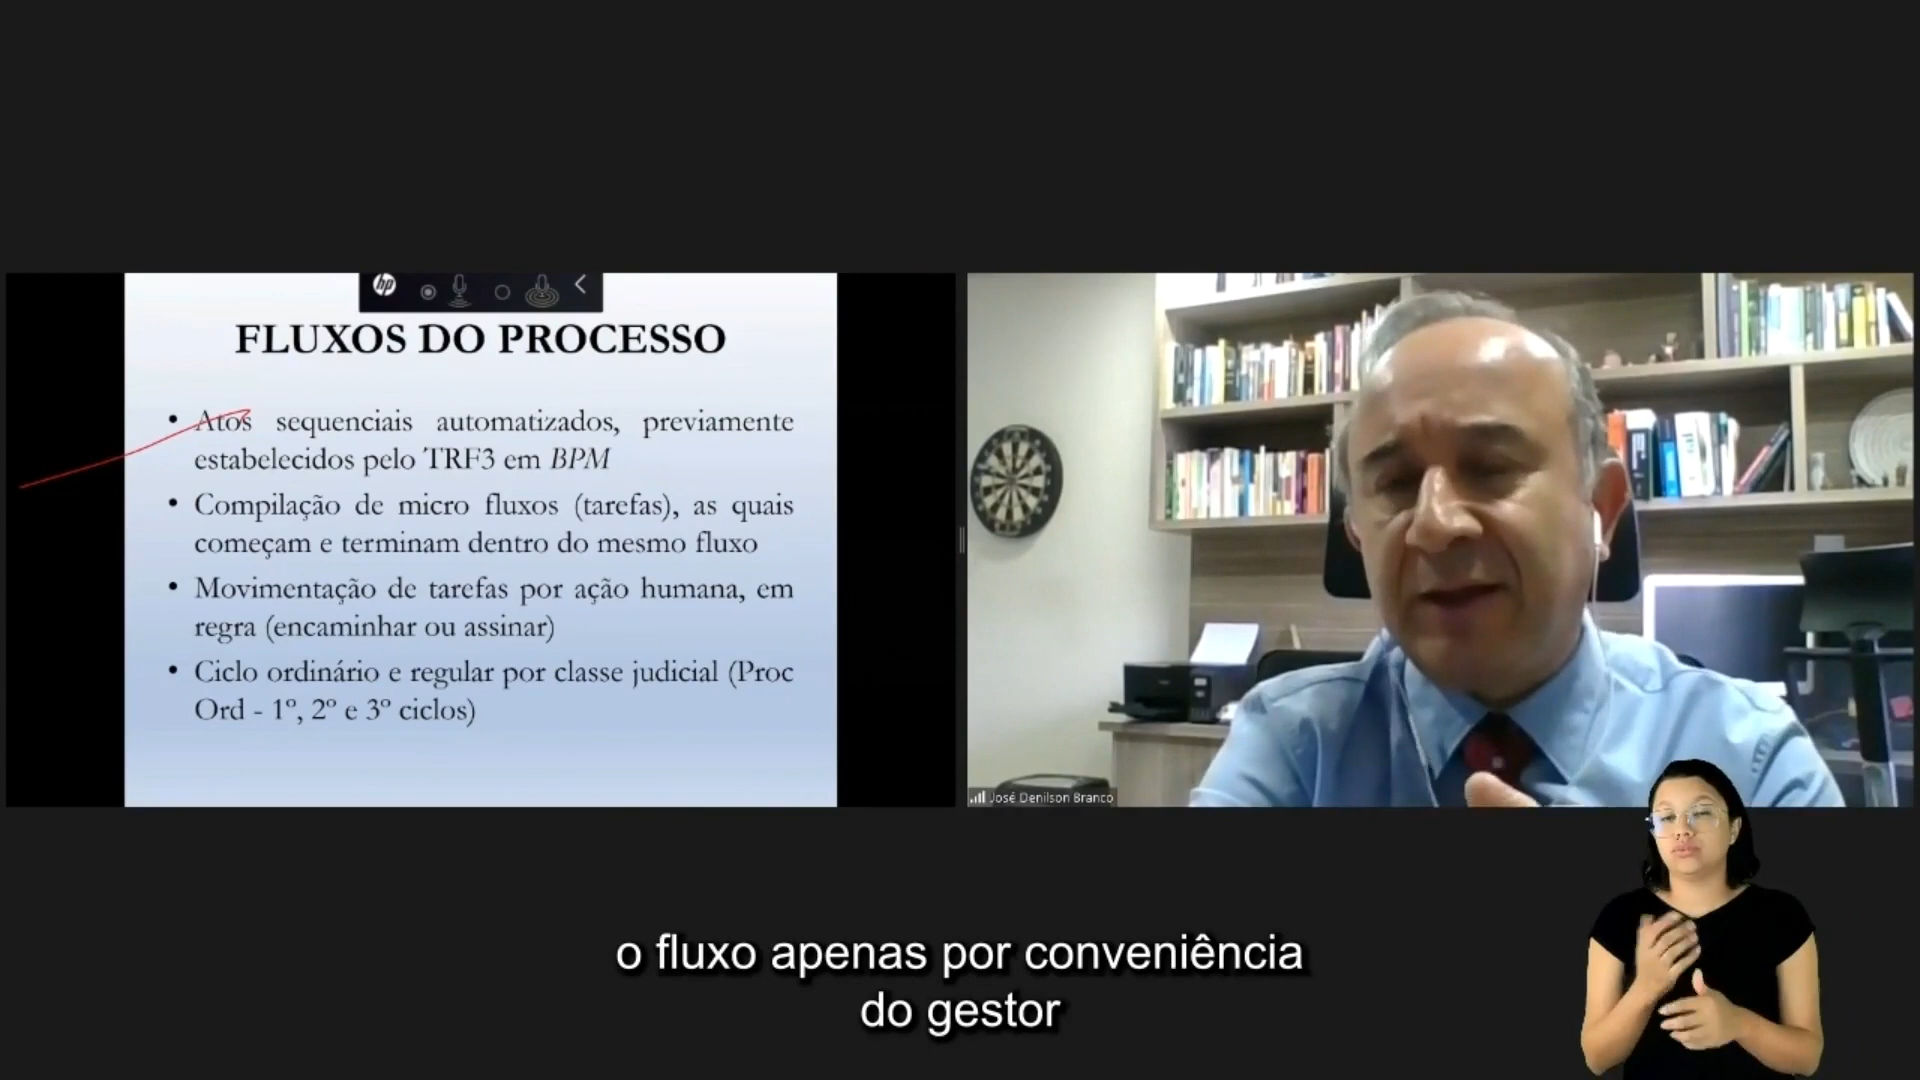 hp
FLUXOS DO PROCESSO
• Atos sequenciais automatizados, previamente
estabelecidos pelo TRF3 em BPM
• Compilação de micro fluxos (tarefas), as quais
começam e terminam dentro do mesmo fluxo
• Movimentação de tarefas por ação humana, em
regra (encaminhar ou assinar)
• Ciclo ordinário e regular por classe judicial (Proc
Ord - 1º, 2º e 3º ciclos)
José Denilson Branco
o fluxo apenas por conveniência
do gestor